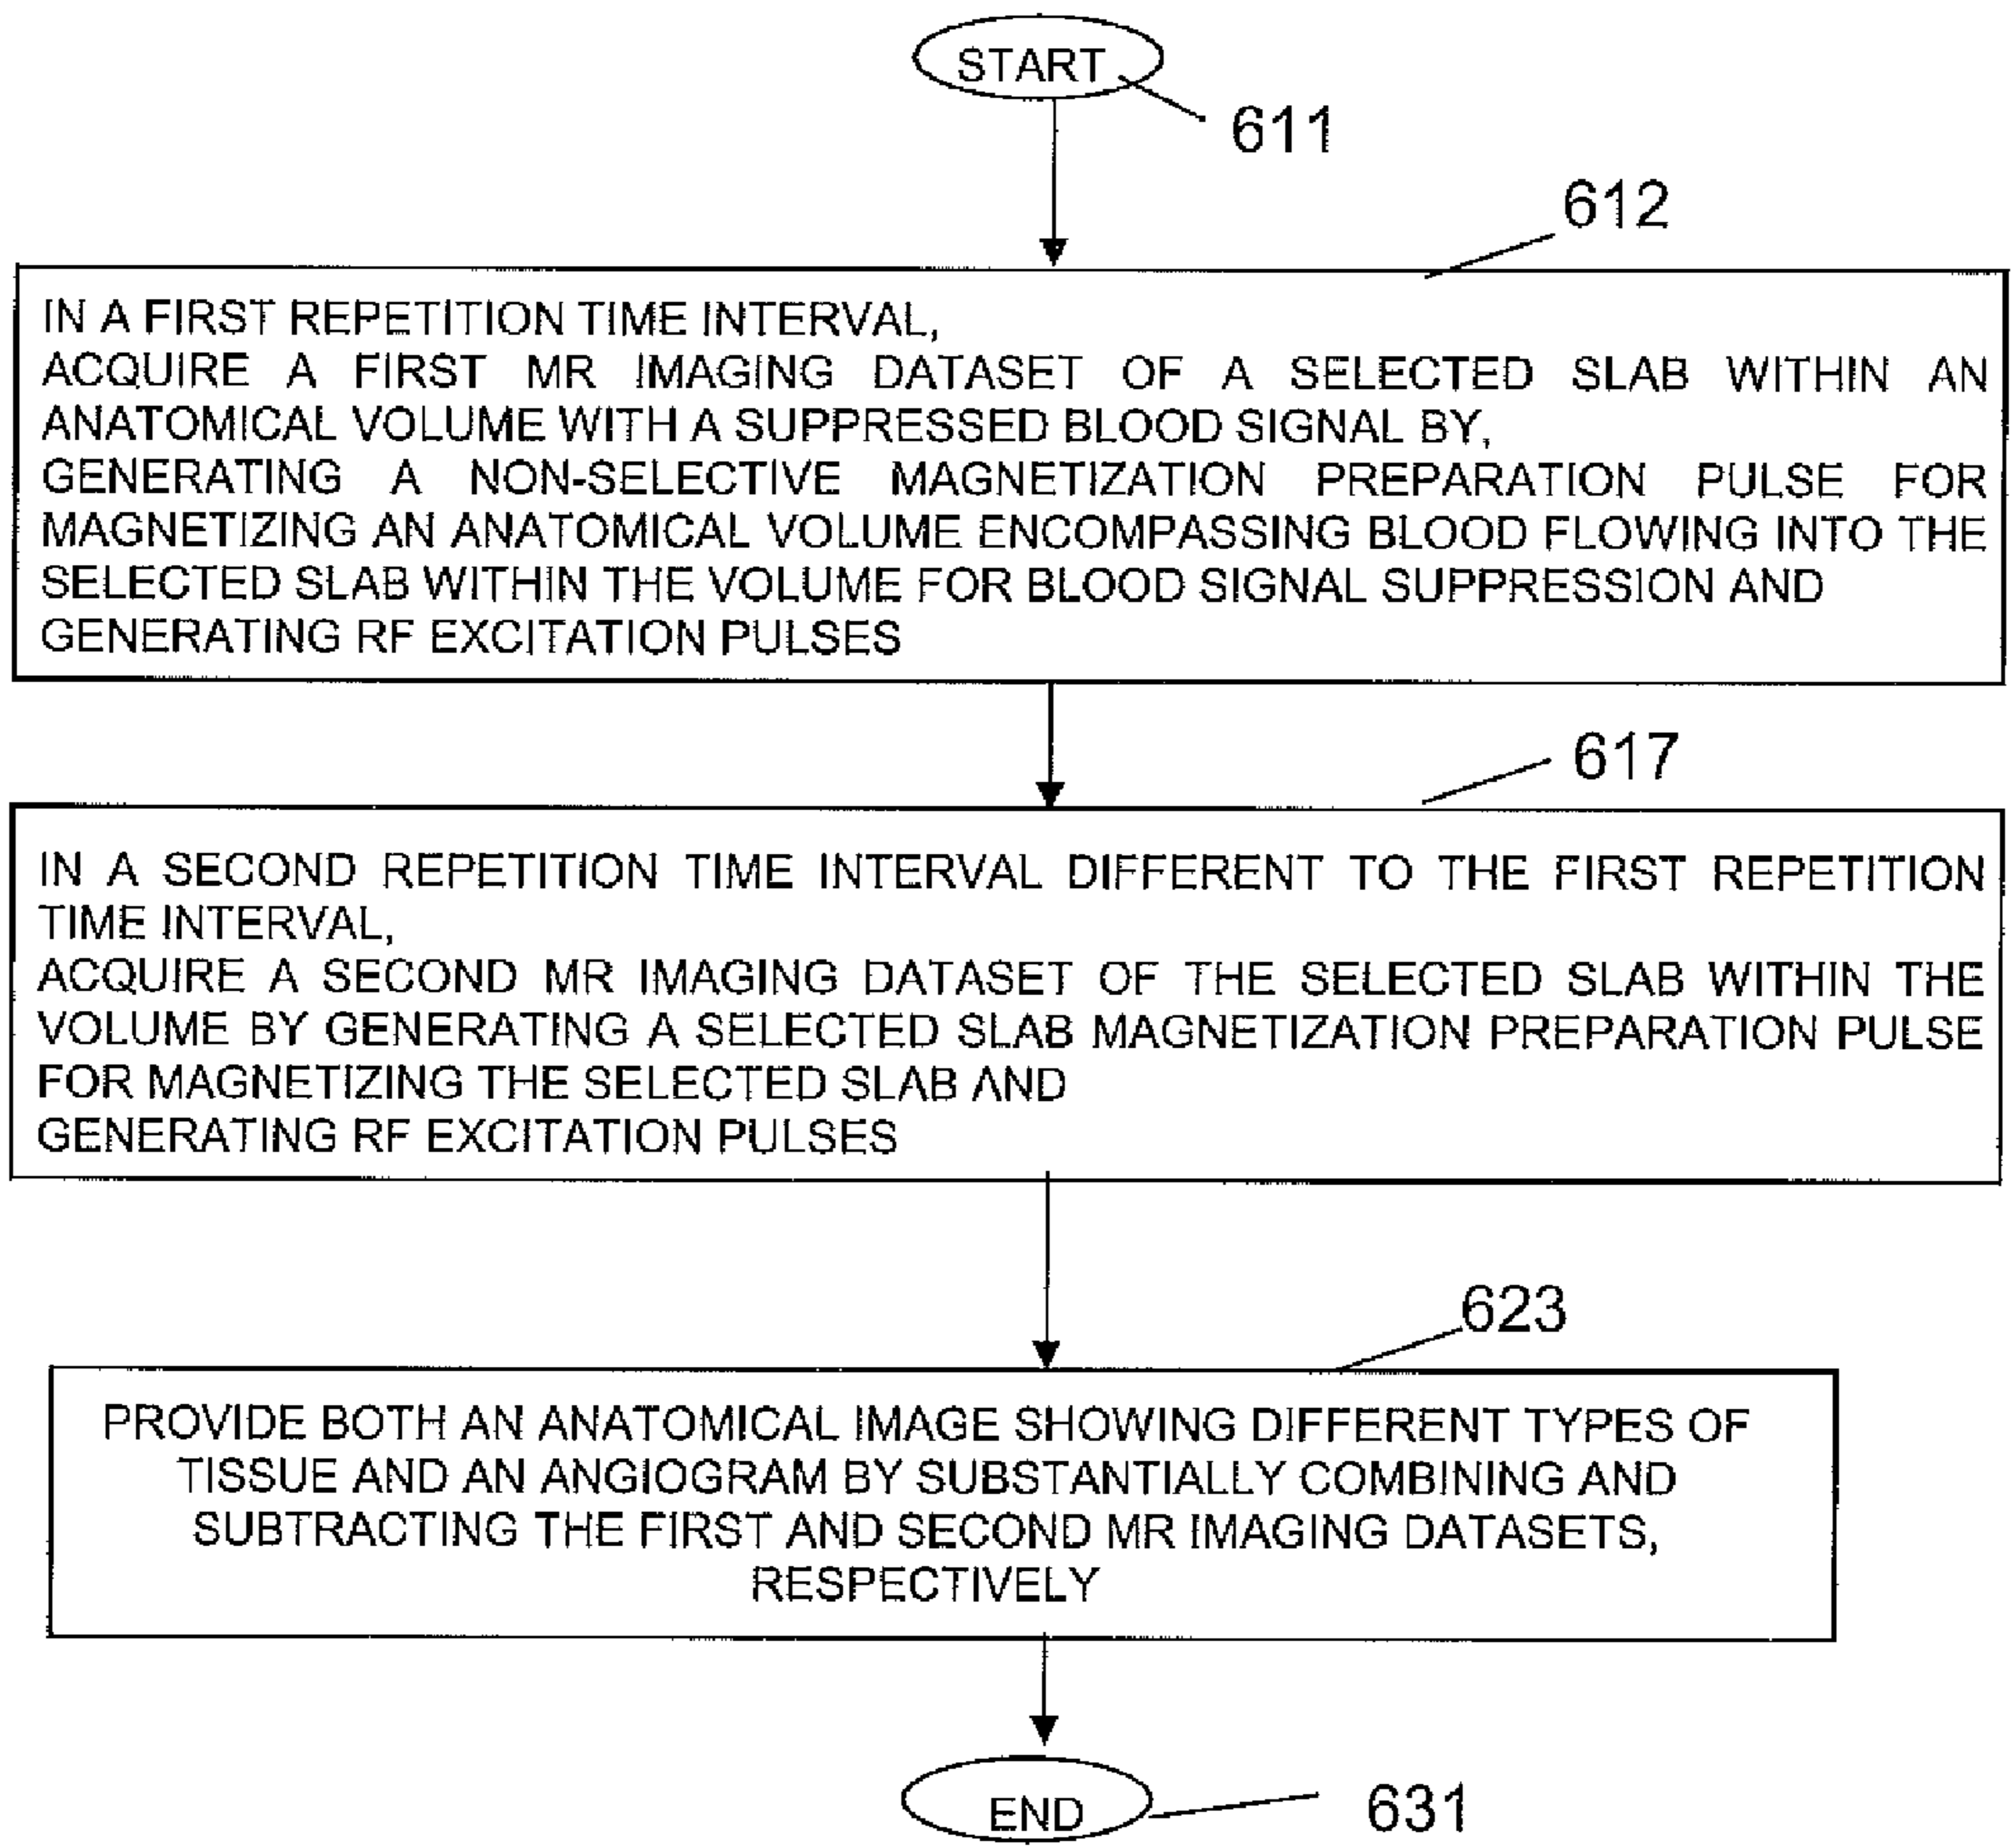 START
611
612
IN A FIRST REPETITION TIME INTERVAL,
ACQUIRE A FIRST MR IMAGING DATASET OF A SELECTED SLAB WITHIN AN
ANATOMICAL VOLUME WITH A SUPPRESSED BLOOD SIGNAL BY,
GENERATING A NON-SELECTIVE MAGNETIZATION PREPARATION PULSE FOR
MAGNETIZING AN ANATOMICAL VOLUME ENCOMPASSING BLOOD FLOWING INTO THE
SELECTED SLAB WITHIN THE VOLUME FOR BLOOD SIGNAL SUPPRESSION AND
GENERATING RF EXCITATION PULSES
617
IN A SECOND REPETITION TIME INTERVAL DIFFERENT TO THE FIRST REPETITION
TIME INTERVAL,
ACQUIRE A SECOND MR IMAGING DATASET OF THE SELECTED SLAB WITHIN THE
VOLUME BY GENERATING A SELECTED SLAB MAGNETIZATION PREPARATION PULSE
FOR MAGNETIZING THE SELECTED SLAB AND
GENERATING RF EXCITATION PULSES
623
PROVIDE BOTH AN ANATOMICAL IMAGE SHOWING DIFFERENT TYPES OF
TISSUE AND AN ANGIOGRAM BY SUBSTANTIALLY COMBINING AND
SUBTRACTING THE FIRST AND SECOND MR IMAGING DATASETS,
RESPECTIVELY
END
631